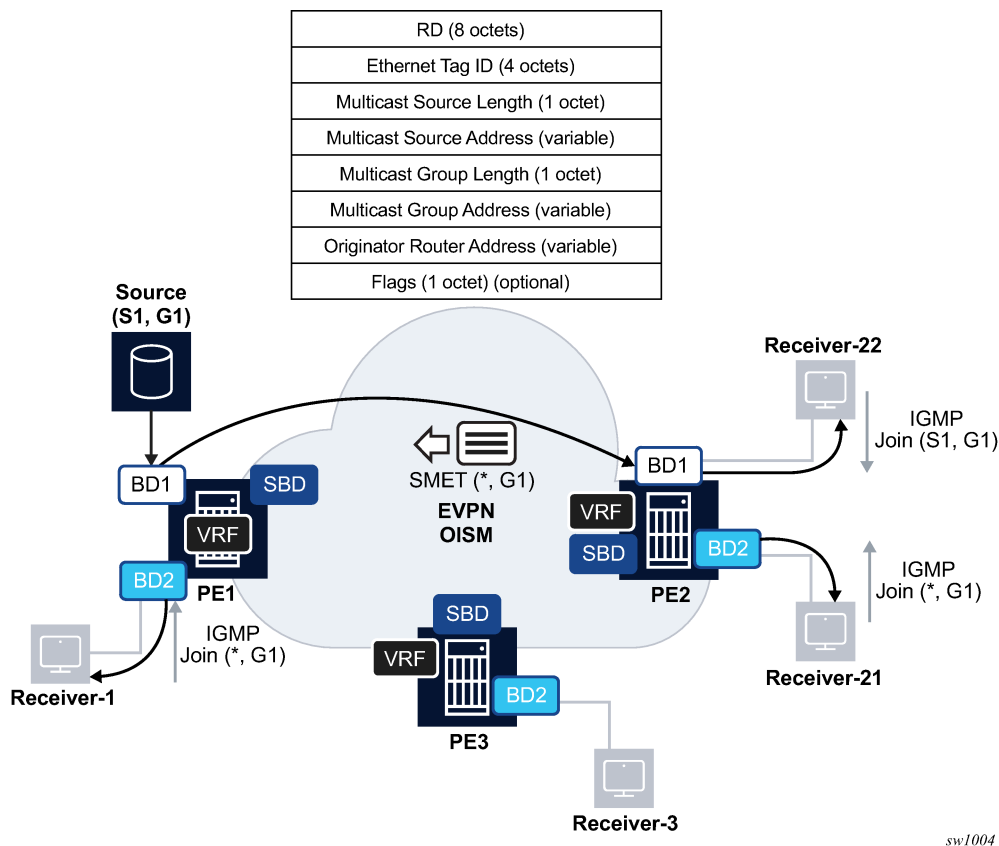 RD (8 octets)
Ethernet Tag ID (4 octets)
Multicast Source Length (1 octet)
Multicast Source Address (variable)
Multicast Group Length (1 octet)
Multicast Group Address (variable)
Originator Router Address (variable)
Flags (1 octet) (optional)
Source
(S1, G1)
Receiver-22
IGMP
Join (S1, G1)
SMET (*, G1)
EVPN
OISM
BD1
SBD
VRF
BD2
PE1
BD1
VRF
SBD
BD2
PE2
IGMP
Join (*, G1)
Receiver-21
IGMP
Join (*, G1)
Receiver-1
SBD
VRF
BD2
PE3
Receiver-3
sw1004